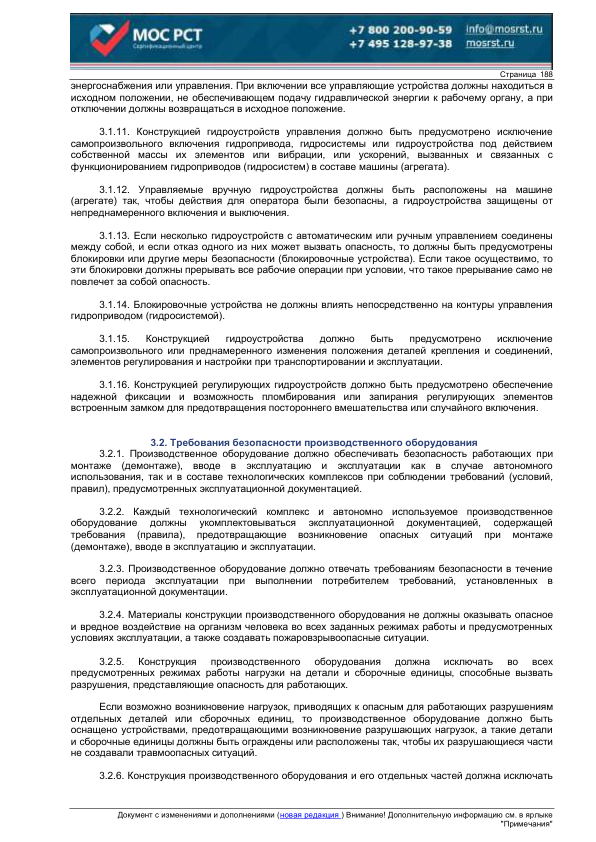 МОС РСТ
Сертификационный центр
+7 800 200-90-59 info@mosrst.ru
+7 495 128-97-38 mosrst.ru
Страница 188
энергоснабжения или управления. При включении все управляющие устройства должны находиться в
исходном положении, не обеспечивающем подачу гидравлической энергии к рабочему органу, а при
отключении должны возвращаться в исходное положение.
3.1.11. Конструкцией гидроустройств управления должно быть предусмотрено исключение
самопроизвольного включения гидропривода, гидросистемы или гидроустройства под действием
собственной массы их элементов или вибрации, или ускорений, вызванных и связанных с
функционированием гидроприводов (гидросистем) в составе машины (агрегата).
3.1.12. Управляемые вручную гидроустройства должны быть расположены на машине
(агрегате) так, чтобы действия для оператора были безопасны, а гидроустройства защищены от
непреднамеренного включения и выключения.
3.1.13. Если несколько гидроустройств с автоматическим или ручным управлением соединены
между собой, и если отказ одного из них может вызвать опасность, то должны быть предусмотрены
блокировки или другие меры безопасности (блокировочные устройства). Если такое осуществимо, то
эти блокировки должны прерывать все рабочие операции при условии, что такое прерывание само не
повлечет за собой опасность.
3.1.14. Блокировочные устройства не должны влиять непосредственно на контуры управления
гидроприводом (гидросистемой).
3.1.15. Конструкцией гидроустройства должно быть предусмотрено исключение
самопроизвольного или преднамеренного изменения положения деталей крепления и соединений,
элементов регулирования и настройки при транспортировании и эксплуатации.
3.1.16. Конструкцией регулирующих гидроустройств должно быть предусмотрено обеспечение
надежной фиксации и возможность пломбирования или запирания регулирующих элементов
встроенным замком для предотвращения постороннего вмешательства или случайного включения.
3.2. Требования безопасности производственного оборудования
3.2.1. Производственное оборудование должно обеспечивать безопасность работающих при
монтаже (демонтаже), вводе в эксплуатацию и эксплуатации как в случае автономного
использования, так и в составе технологических комплексов при соблюдении требований (условий,
правил), предусмотренных эксплуатационной документацией.
3.2.2. Каждый технологический комплекс и автономно используемое производственное
оборудование должны укомплектовываться эксплуатационной документацией, содержащей
требования (правила), предотвращающие возникновение опасных ситуаций при монтаже
(демонтаже), вводе в эксплуатацию и эксплуатации.
3.2.3. Производственное оборудование должно отвечать требованиям безопасности в течение
всего периода эксплуатации при выполнении потребителем требований, установленных в
эксплуатационной документации.
3.2.4. Материалы конструкции производственного оборудования не должны оказывать опасное
и вредное воздействие на организм человека во всех заданных режимах работы и предусмотренных
условиях эксплуатации, а также создавать пожаровзрывоопасные ситуации.
3.2.5. Конструкция производственного оборудования должна исключать во всех
предусмотренных режимах работы нагрузки на детали и сборочные единицы, способные вызвать
разрушения, представляющие опасность для работающих.
Если возможно возникновение нагрузок, приводящих к опасным для работающих разрушениям
отдельных деталей или сборочных единиц, то производственное оборудование должно быть
оснащено устройствами, предотвращающими возникновение разрушающих нагрузок, а такие детали
и сборочные единицы должны быть ограждены или расположены так, чтобы их разрушающиеся части
не создавали травмоопасных ситуаций.
3.2.6. Конструкция производственного оборудования и его отдельных частей должна исключать
Документ с изменениями и дополнениями (новая редакция ) Внимание! Дополнительную информацию см. в ярлыке
"Примечания"